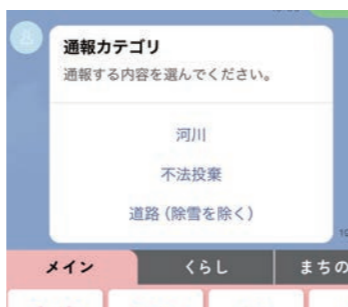 通報カテゴリ
通報する内容を選んでください。
河川
不法投棄
道路（除雪を除く）
メイン
くらし
まちの